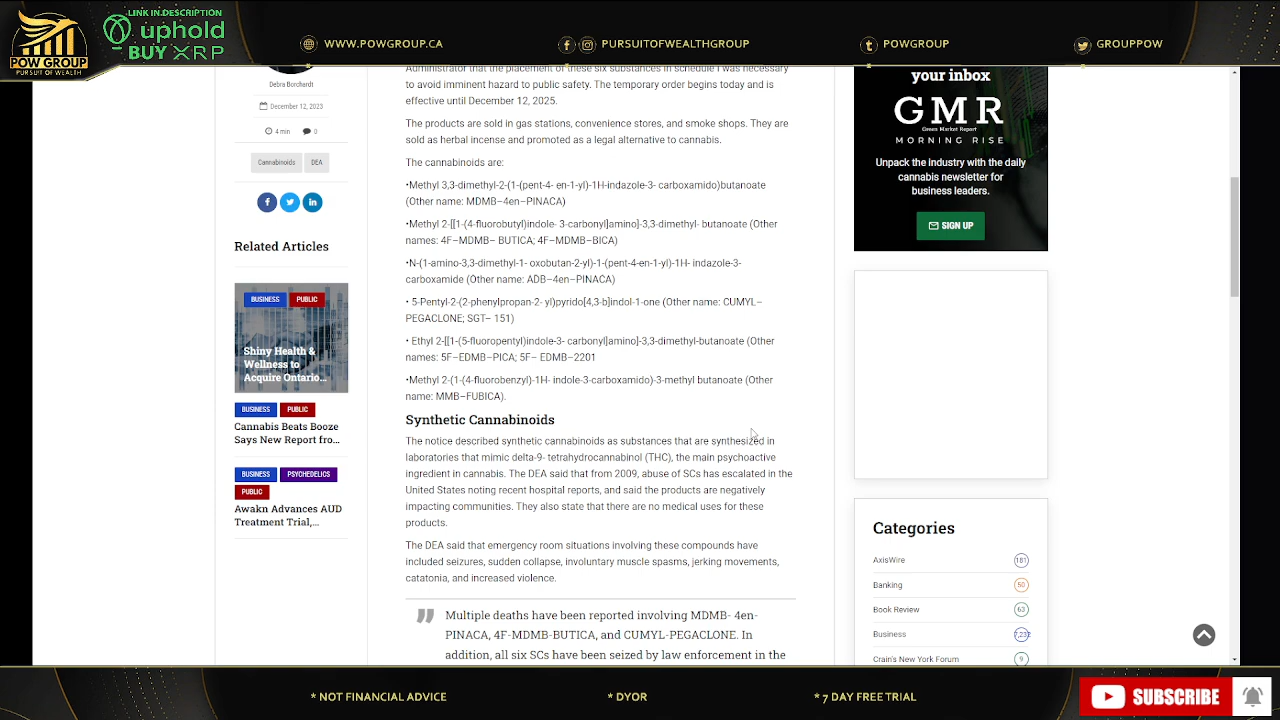 LINK IN DESCRIPTION
uphold
BUY XRP
POW GROUP
PURSUIT OF WEALTH
WWW.POWGROUP.CA
PURSUITOFWEALTHGROUP
POWGROUP
GROUPPOW
Debra Borchardt
December 12, 2023
4 min
0
Cannabinoids
DEA
Related Articles
BUSINESS
PUBLIC
Shiny Health &
Wellness to
Acquire Ontario...
BUSINESS
PUBLIC
Cannabis Beats Booze
Says New Report fro...
BUSINESS
PSYCHEDELICS
PUBLIC
Awakn Advances AUD
Treatment Trial,...
Administrator that the placement of these six substances in schedule I was necessary
to avoid imminent hazard to public safety. The temporary order begins today and is
effective until December 12, 2025.
The products are sold in gas stations, convenience stores, and smoke shops. They are
sold as herbal incense and promoted as a legal alternative to cannabis.
The cannabinoids are:
•Methyl 3,3-dimethyl-2-(1-(pent-4- en-1-yl)-1H-indazole-3- carboxamido)butanoate
(Other name: MDMB–4en–PINACA)
•Methyl 2-[[1-(4-fluorobutyl)indole- 3-carbonyl]amino]-3,3-dimethyl- butanoate (Other
names: 4F–MDMB– BUTICA; 4F–MDMB–BICA)
•N-(1-amino-3,3-dimethyl-1- oxobutan-2-yl)-1-(pent-4-en-1-yl)-1H- indazole-3-
carboxamide (Other name: ADB–4en–PINACA)
• 5-Pentyl-2-(2-phenylpropan-2- yl)pyrido[4,3-b]indol-1-one (Other name: CUMYL–
PEGACLONE; SGT– 151)
• Ethyl 2-[[1-(5-fluoropentyl)indole-3- carbonyl]amino]-3,3-dimethyl-butanoate (Other
names: 5F–EDMB–PICA; 5F– EDMB–2201
•Methyl 2-(1-(4-fluorobenzyl)-1H- indole-3-carboxamido)-3-methyl butanoate (Other
name: MMB–FUBICA).
Synthetic Cannabinoids
The notice described synthetic cannabinoids as substances that are synthesized in
laboratories that mimic delta-9- tetrahydrocannabinol (THC), the main psychoactive
ingredient in cannabis. The DEA said that from 2009, abuse of SCs has escalated in the
United States noting recent hospital reports, and said the products are negatively
impacting communities. They also state that there are no medical uses for these
products.
The DEA said that emergency room situations involving these compounds have
included seizures, sudden collapse, involuntary muscle spasms, jerking movements,
catatonia, and increased violence.
Multiple deaths have been reported involving MDMB- 4en-
PINACA, 4F-MDMB-BUTICA, and CUMYL-PEGACLONE. In
addition, all six SCs have been seized by law enforcement in the
your inbox
GMR
Green Market Report
MORNING RISE
Unpack the industry with the daily
cannabis newsletter for
business leaders.
SIGN UP
Categories
AxisWire 181
Banking 50
Book Review 63
Business 7,232
Crain's New York Forum 9
* NOT FINANCIAL ADVICE
* DYOR
* 7 DAY FREE TRIAL
SUBSCRIBE